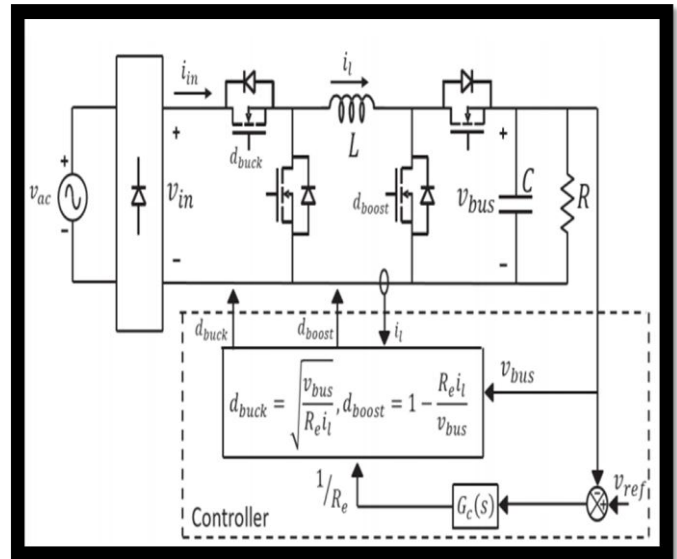 i_in
i_l
+
d_buck
L
+
v_ac
-
+
v_in
d_boost
v_bus
C
R
-
-
d_buck
d_boost
i_l
d_buck = √(v_bus / R_e i_l), d_boost = 1 − R_e i_l / v_bus
v_bus
1/R_e
G_c(s)
-
+
v_ref
Controller